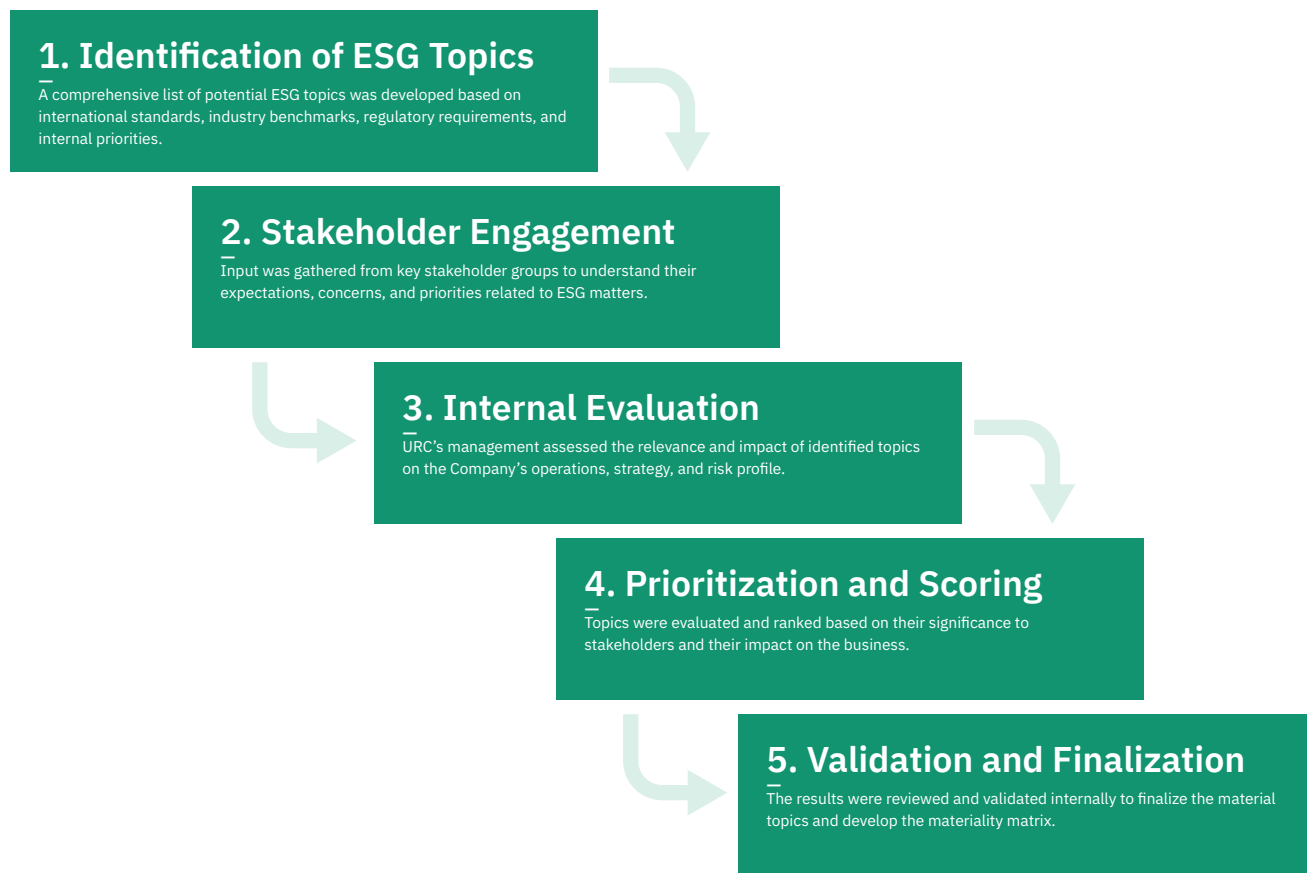 1. Identification of ESG Topics
A comprehensive list of potential ESG topics was developed based on
international standards, industry benchmarks, regulatory requirements, and
internal priorities.
2. Stakeholder Engagement
Input was gathered from key stakeholder groups to understand their
expectations, concerns, and priorities related to ESG matters.
3. Internal Evaluation
URC’s management assessed the relevance and impact of identified topics
on the Company’s operations, strategy, and risk profile.
4. Prioritization and Scoring
Topics were evaluated and ranked based on their significance to
stakeholders and their impact on the business.
5. Validation and Finalization
The results were reviewed and validated internally to finalize the material
topics and develop the materiality matrix.